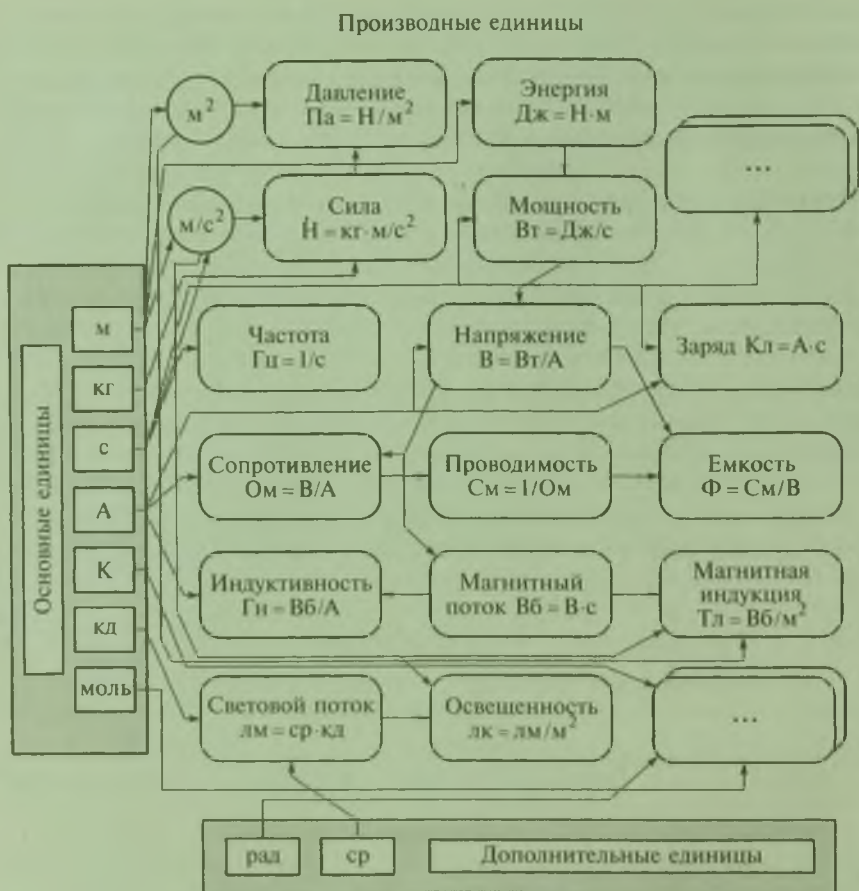 Производные единицы
м²
Давление
Па = Н/м²
Энергия
Дж = Н·м
...
м/с²
Сила
Н = кг·м/с²
Мощность
Вт = Дж/с
Основные единицы
м
кг
с
А
К
кд
моль
Частота
Гц = 1/с
Напряжение
В = Вт/А
Заряд Кл = А·с
Сопротивление
Ом = В/А
Проводимость
См = 1/Ом
Емкость
Ф = См/В
Индуктивность
Гн = Вб/А
Магнитный
поток Вб = В·с
Магнитная
индукция
Тл = Вб/м²
Световой поток
лм = ср·кд
Освещенность
лк = лм/м²
...
рад
ср
Дополнительные единицы